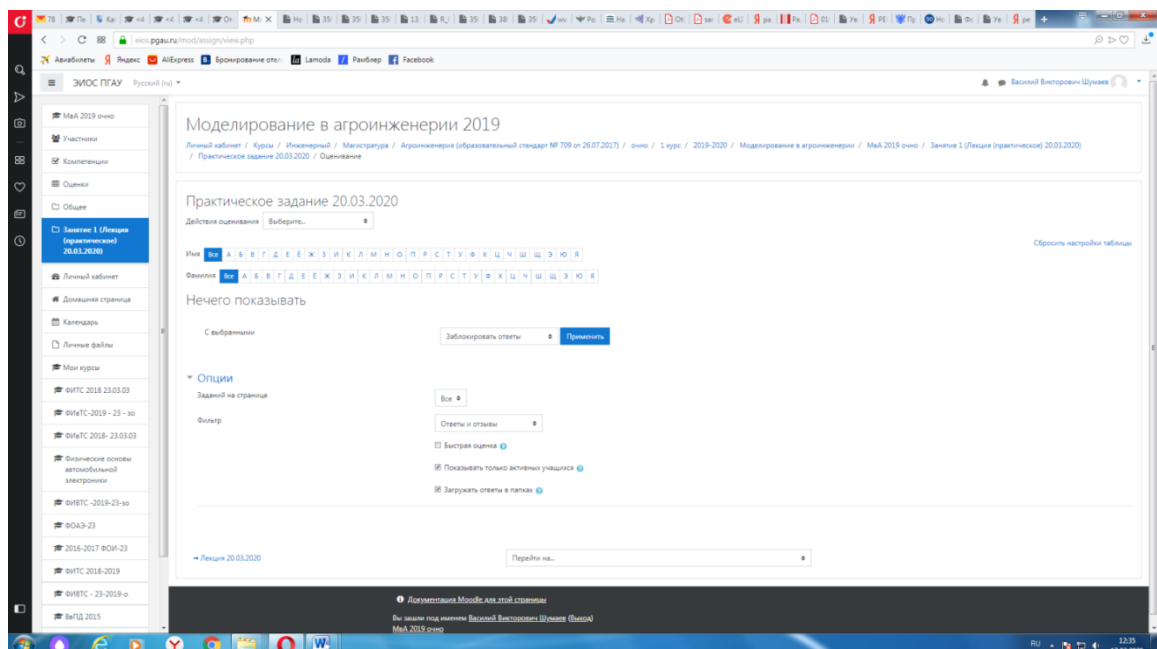 eios.pgau.ru/mod/assign/view.php
Авиабилеты Яндекс AliExpress Бронирование отел Lamoda Рамблер Facebook
ЭИОС ПГАУ Русский (ru)
Василий Викторович Шумаев
МвА 2019 очно
Участники
Компетенции
Оценки
Общее
Занятие 1 (Лекция
(практическое)
20.03.2020)
Личный кабинет
Домашняя страница
Календарь
Личные файлы
Мои курсы
ФИТС 2018 23.03.03
ФИвТС-2019 - 23 - зо
ФИвТС 2018- 23.03.03
Физические основы
автомобильной
электроники
ФИВТС -2019-23-зо
ФОАЭ-23
2016-2017 ФОИ-23
ФИТС 2018-2019
ФИВТС - 23-2019-о
ВеПД 2015
Моделирование в агроинженерии 2019
Личный кабинет / Курсы / Инженерный / Магистратура / Агроинженерия (образовательный стандарт № 709 от 26.07.2017) / очно / 1 курс / 2019-2020 / Моделирование в агроинженерии / МвА 2019 очно / Занятие 1 (Лекция (практическое) 20.03.2020)
/ Практическое задание 20.03.2020 / Оценивание
Практическое задание 20.03.2020
Действия оценивания Выберите...
Сбросить настройки таблицы
Имя Все А Б В Г Д Е Ё Ж З И К Л М Н О П Р С Т У Ф Х Ц Ч Ш Щ Э Ю Я
Фамилия Все А Б В Г Д Е Ё Ж З И К Л М Н О П Р С Т У Ф Х Ц Ч Ш Щ Э Ю Я
Нечего показывать
С выбранными Заблокировать ответы Применить
Опции
Заданий на странице Все
Фильтр Ответы и отзывы
Быстрая оценка
Показывать только активных учащихся
Загружать ответы в папках
Лекция 20.03.2020 Перейти на...
Документация Moodle для этой страницы
Вы зашли под именем Василий Викторович Шумаев (Выход)
МвА 2019 очно
RU 12:35